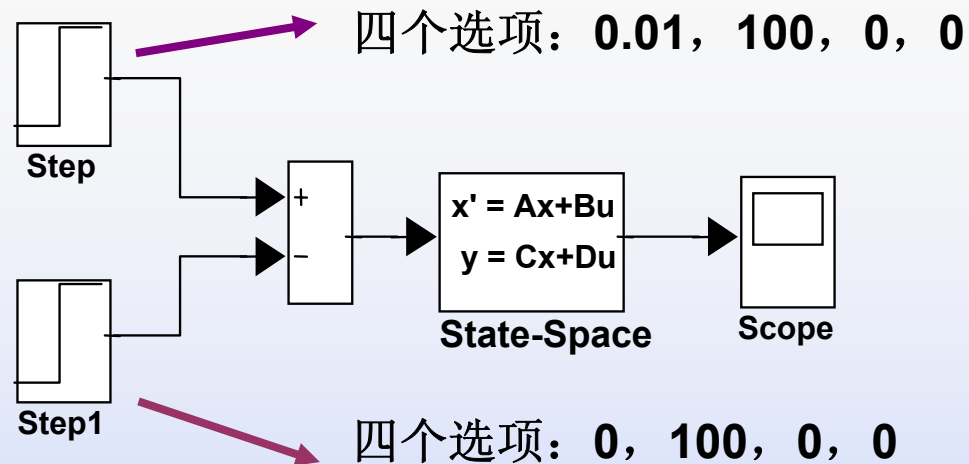 四个选项：0.01，100，0，0
Step
+
−
x' = Ax+Bu
y = Cx+Du
State-Space
Scope
Step1
四个选项：0，100，0，0